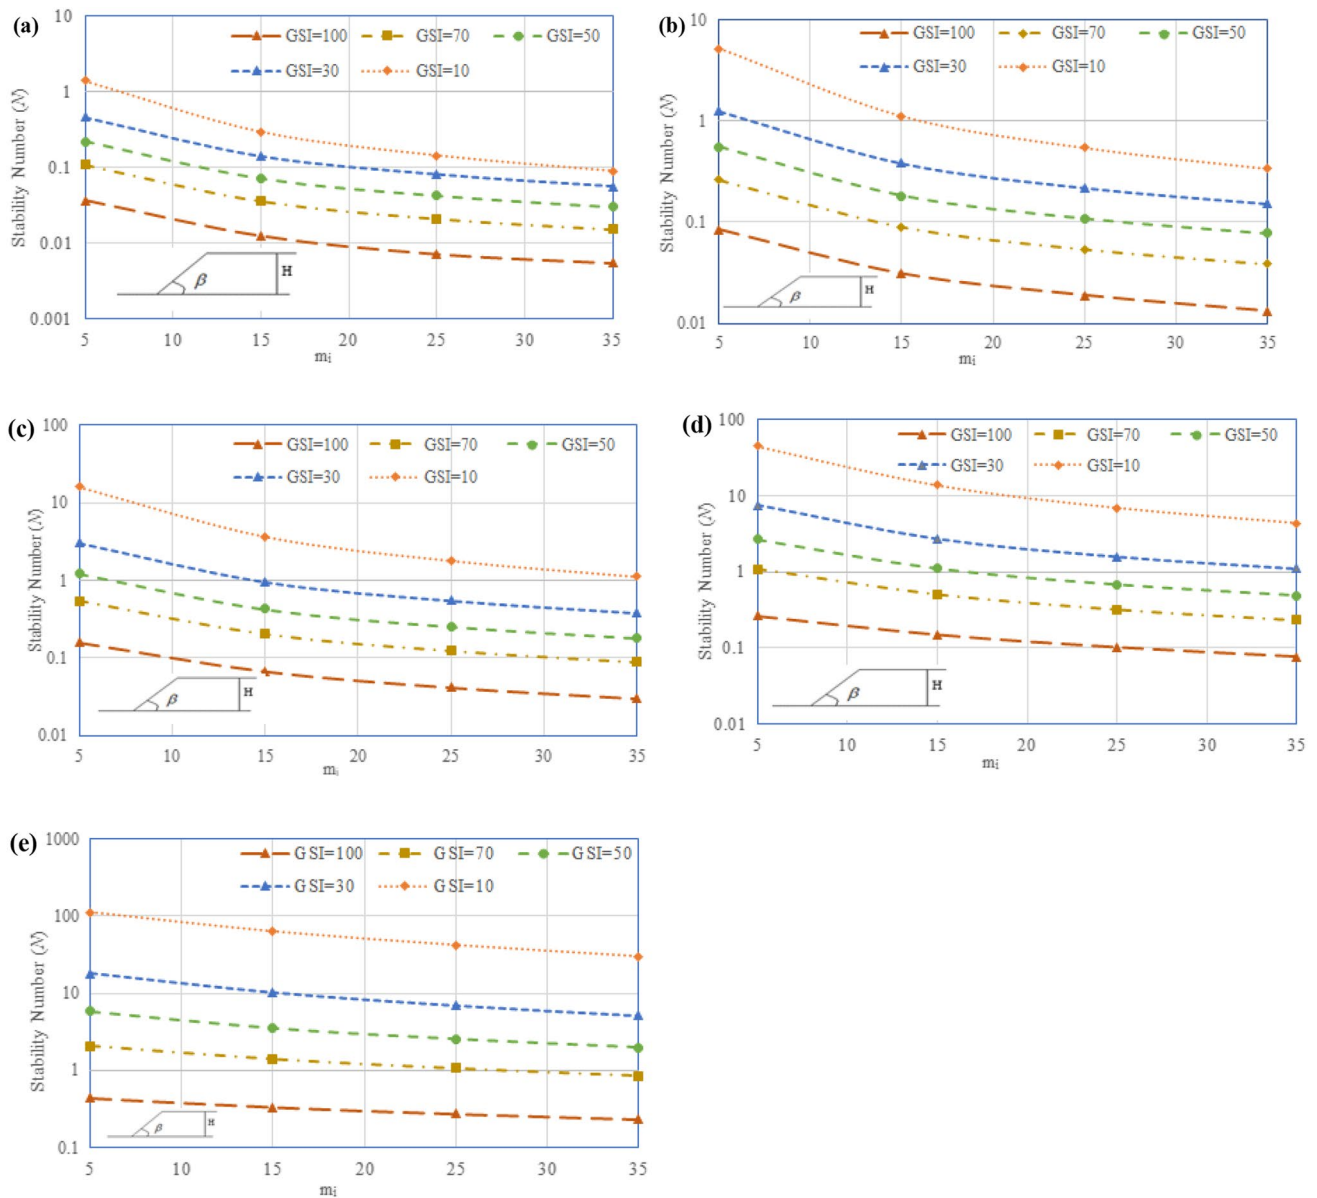 (a)
GSI=100 GSI=70 GSI=50
GSI=30 GSI=10
Stability Number (N)
10
1
0.1
0.01
0.001
β H
5 10 15 20 25 30 35
mi
(b)
GSI=100 GSI=70 GSI=50
GSI=30 GSI=10
Stability Number (N)
10
1
0.1
0.01
β H
5 10 15 20 25 30 35
mi
(c)
GSI=100 GSI=70 GSI=50
GSI=30 GSI=10
Stability Number (N)
100
10
1
0.1
0.01
β H
5 10 15 20 25 30 35
mi
(d)
GSI=100 GSI=70 GSI=50
GSI=30 GSI=10
Stability Number (N)
100
10
1
0.1
0.01
β H
5 10 15 20 25 30 35
mi
(e)
GSI=100 GSI=70 GSI=50
GSI=30 GSI=10
Stability Number (N)
1000
100
10
1
0.1
β H
5 10 15 20 25 30 35
mi